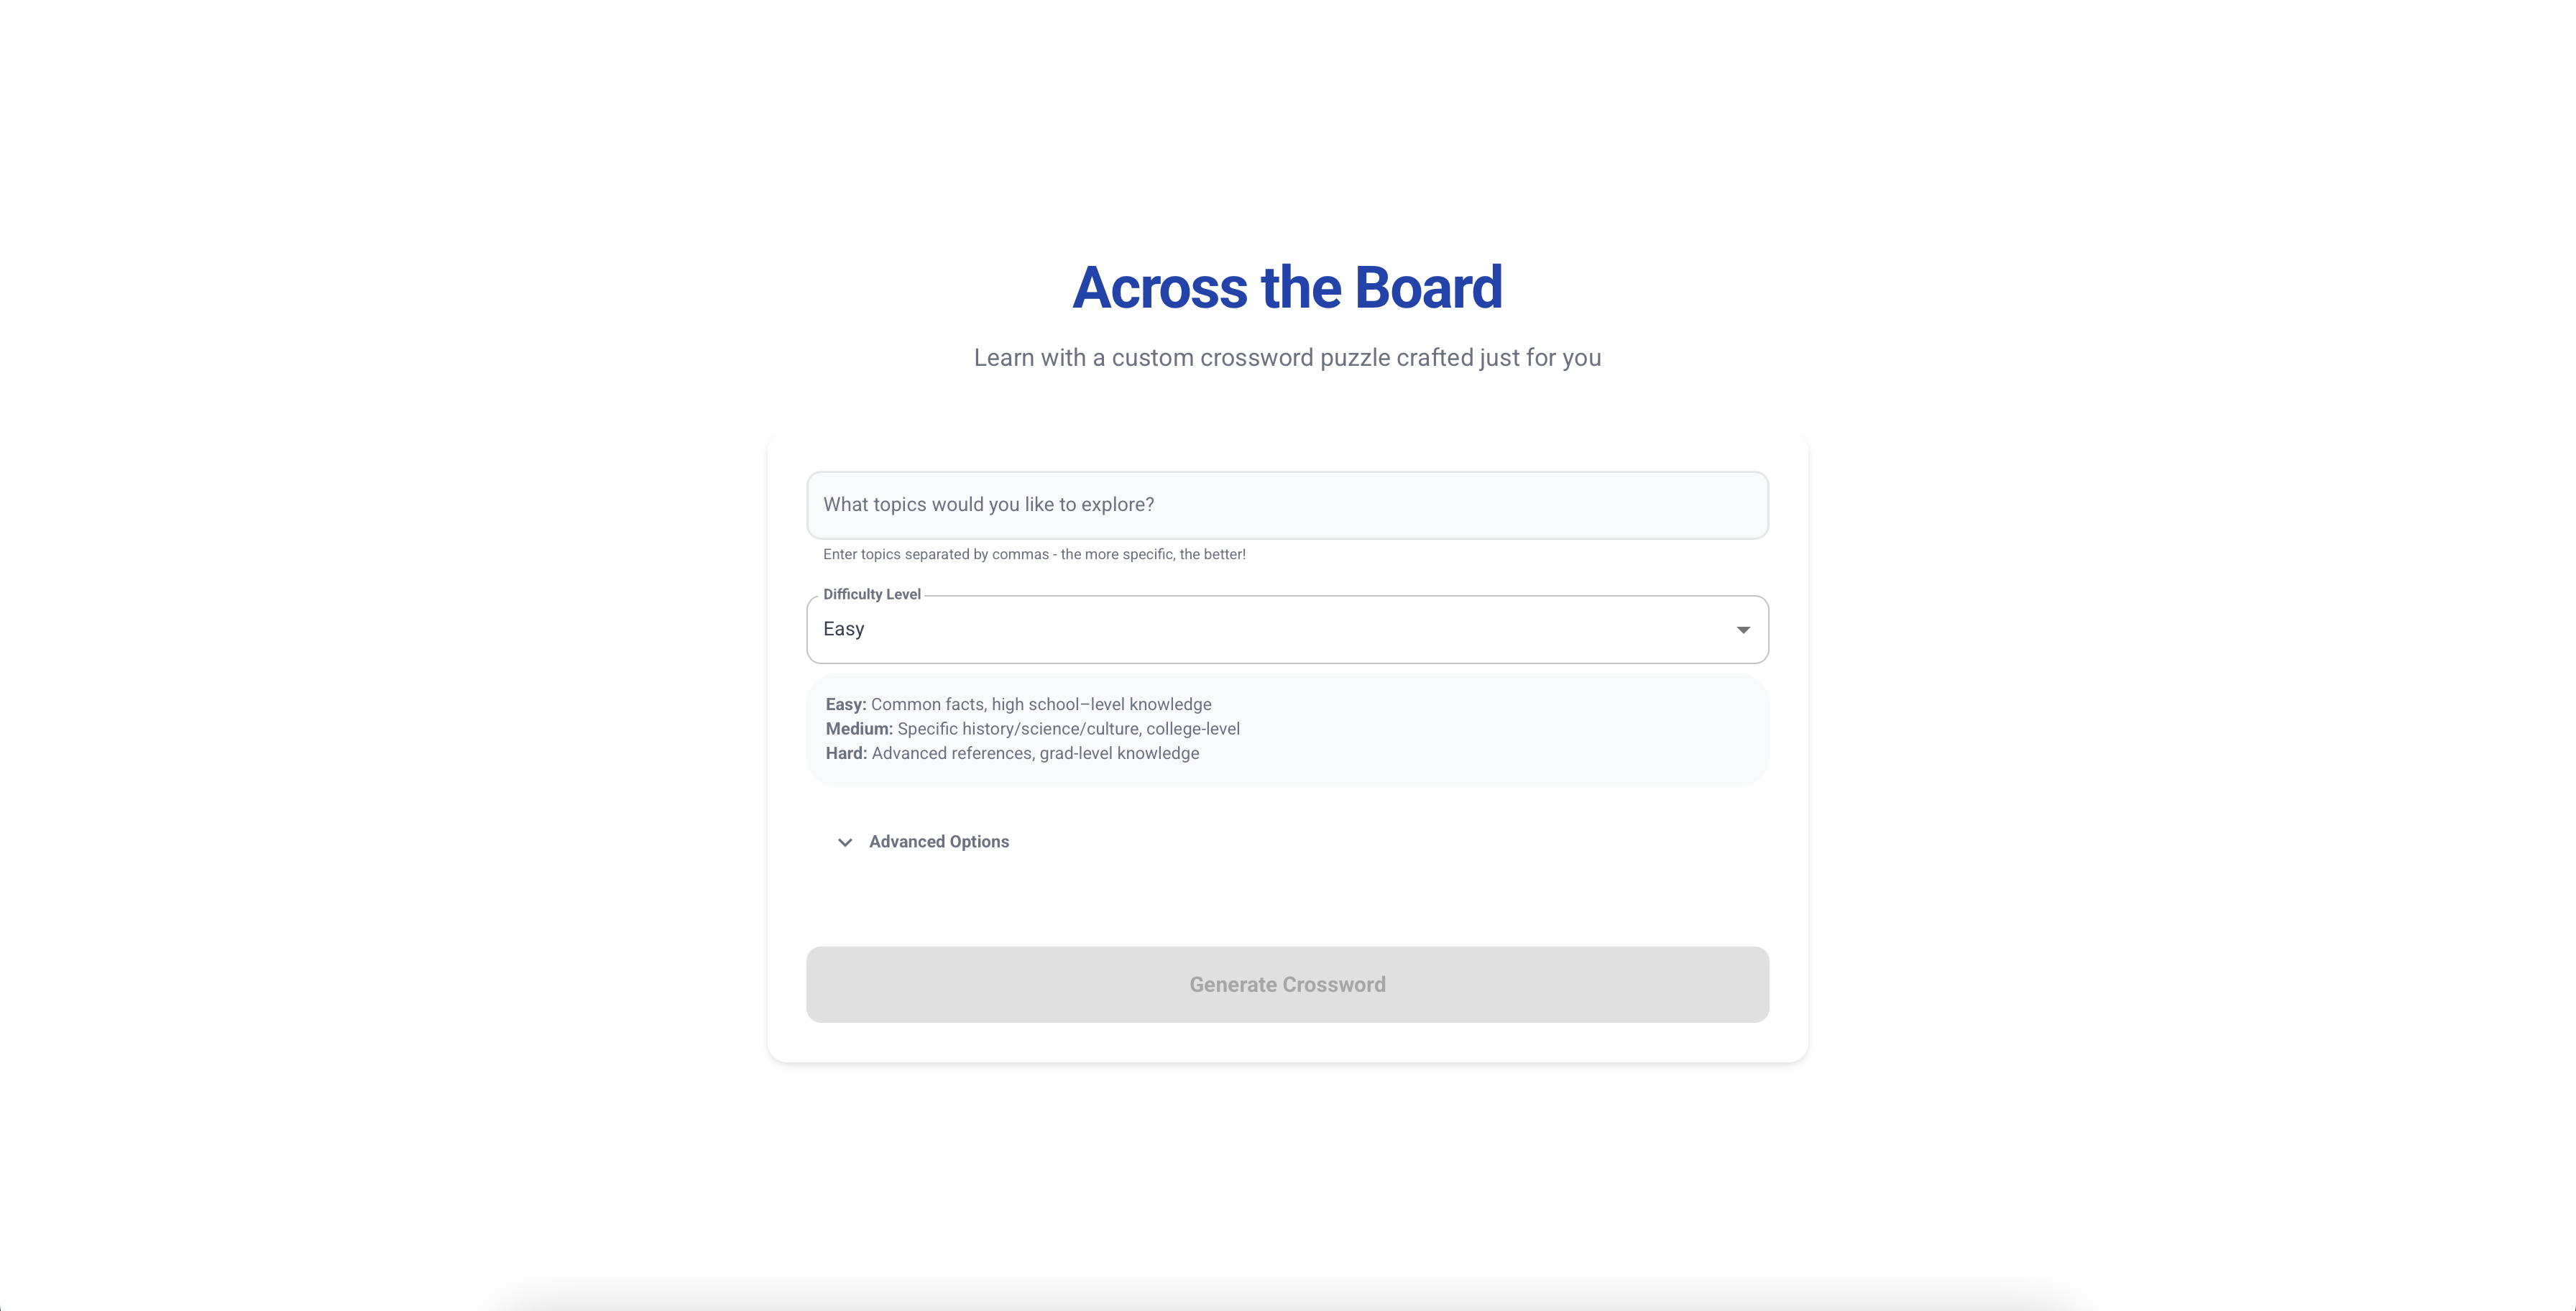 Across the Board
Learn with a custom crossword puzzle crafted just for you
What topics would you like to explore?
Enter topics separated by commas - the more specific, the better!
Difficulty Level
Easy
Easy: Common facts, high school–level knowledge
Medium: Specific history/science/culture, college-level
Hard: Advanced references, grad-level knowledge
Advanced Options
Generate Crossword